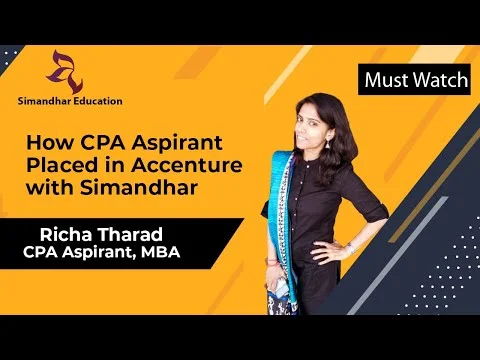 Simandhar Education
Must Watch
How CPA Aspirant
Placed in Accenture
with Simandhar
Richa Tharad
CPA Aspirant, MBA